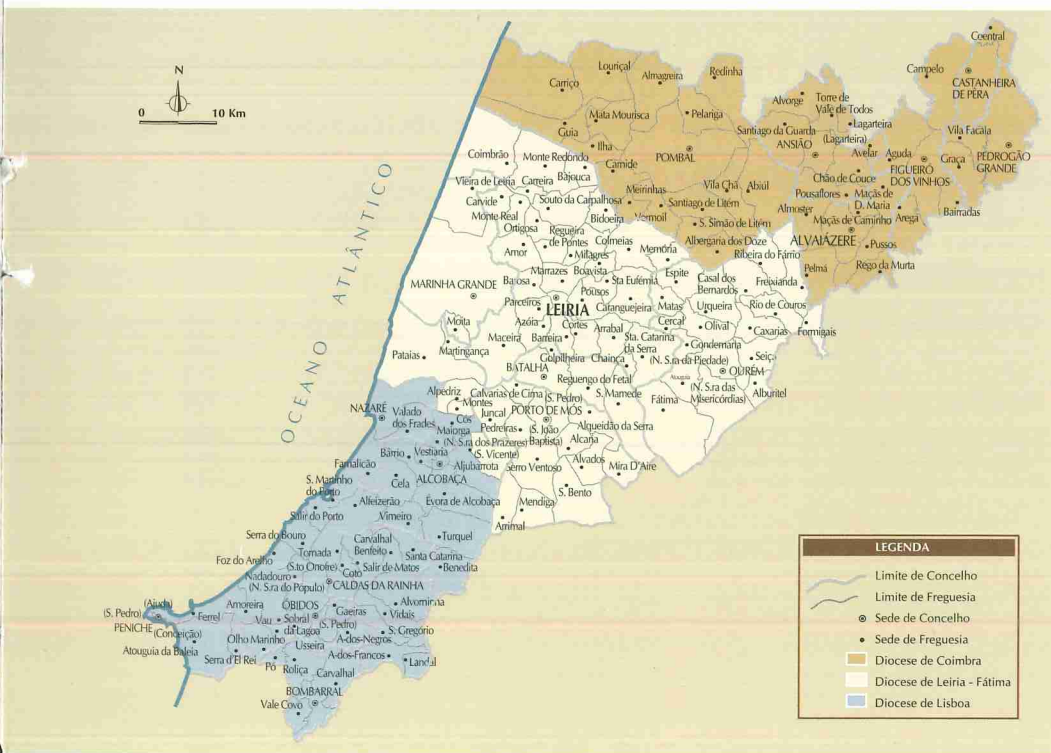 N
0 10 Km
OCEANO ATLÂNTICO
Coentral
Campelo
CASTANHEIRA
DE PÊRA
Louriçal
Almagreira
Redinha
Carriço
Alvorge
Torre de
Vale de Todos
Lagarteira
(Lagarteira)
Mata Mourisca
Pelariga
Santiago da Guarda
ANSIÃO
Vila Facaia
Guia
Ilha
POMBAL
Avelar
Aguda
FIGUEIRÓ
DOS VINHOS
Graça
PEDROGÃO
GRANDE
Coimbrão
Monte Redondo
Bajouca
Carnide
Chão de Couce
Vieira de Leiria
Carreira
Meirinhas
Vila Chã
Abiúl
Pousaflores
Maçãs de
D. Maria
Carvide
Souto da Carpalhosa
Santiago de Litém
Almoster
Maçãs de Caminho
Arega
Bairradas
Monte Real
Ortigosa
Bidoeira
Vermoil
S. Simão de Litém
Regueira
de Pontes
Colmeias
Albergaria dos Doze
ALVAIÁZERE
Pussos
Amor
Milagres
Memória
Ribeira do Fárrio
Rego da Murta
Marrazes
Boavista
Espite
Pelmá
MARINHA GRANDE
Barosa
Sta Eufémia
Casal dos
Bernardos
Freixianda
Pousos
Parceiros
LEIRIA
Caranguejeira
Matas
Urqueira
Rio de Couros
Moita
Azóia
Cortes
Arrabal
Cercal
Olival
Caxarias
Formigais
Maceira
Barreira
Sta. Catarina
da Serra
Gondemaria
Pataias
Martingança
Golpilheira
Chainça
(N. S.ra da Piedade)
Seiça
BATALHA
OURÉM
Reguengo do Fetal
Atouguia
(N. S.ra das
Misericórdias)
Alburitel
Alpedriz
Calvarias de Cima
(S. Pedro)
S. Mamede
Fátima
NAZARÉ
Valado
dos Frades
Montes
Juncal
PORTO DE MÓS
Cós
Maiorga
Pedreiras
(S. João
Baptista)
Alqueidão da Serra
(N. S.ra dos Prazeres)
Alcaria
Bárrio
Vestiaria
(S. Vicente)
Aljubarrota
Serro Ventoso
Alvados
Mira D'Aire
Famalicão
Cela
ALCOBAÇA
S. Martinho
do Porto
S. Bento
Alfeizerão
Évora de Alcobaça
Mendiga
Salir do Porto
Vimeiro
Arrimal
Serra do Bouro
Turquel
Carvalhal
Benfeito
Foz do Arelho
Tornada
Santa Catarina
(S.to Onofre)
Coto
Salir de Matos
Benedita
Nadadouro
(N. S.ra do Pópulo)
CALDAS DA RAINHA
(Ajuda)
(S. Pedro)
Alvorninha
Amoreira
ÓBIDOS
Gaeiras
Ferrel
Vau
Sobral
da Lagoa
(S. Pedro)
Vidais
PENICHE
(Conceição)
Olho Marinho
A-dos-Negros
S. Gregório
Atouguia da Baleia
Usseira
Serra d'El Rei
A-dos-Francos
Landal
Pó
Roliça
Carvalhal
BOMBARRAL
Vale Covo
LEGENDA
Limite de Concelho
Limite de Freguesia
Sede de Concelho
Sede de Freguesia
Diocese de Coimbra
Diocese de Leiria - Fátima
Diocese de Lisboa